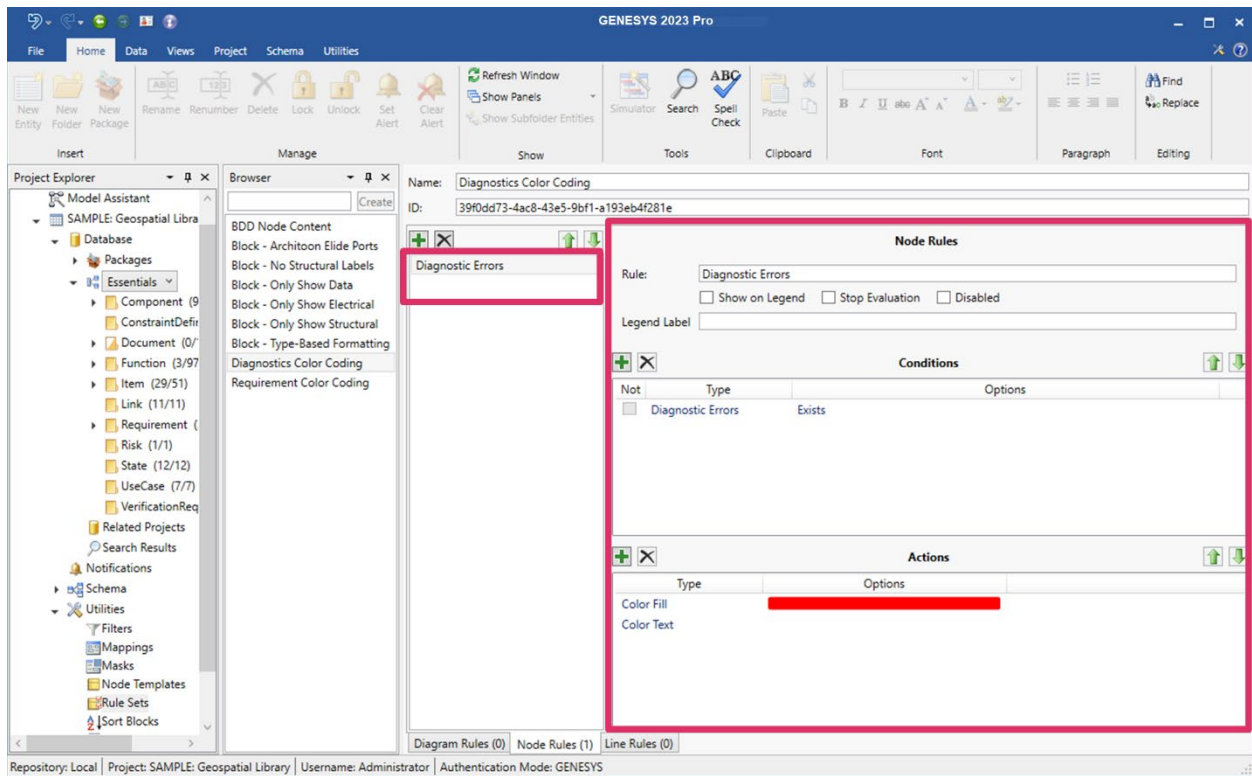 GENESYS 2023 Pro
File Home Data Views Project Schema Utilities
New Entity New Folder New Package
Rename Renumber Delete Lock Unlock Set Alert Clear Alert
Refresh Window
Show Panels
Show Subfolder Entities
Simulator Search Spell Check
Paste
B I U abc A A A
Find
Replace
Insert Manage Show Tools Clipboard Font Paragraph Editing
Project Explorer
Model Assistant
SAMPLE: Geospatial Libra
Database
Packages
Essentials
Component (9
ConstraintDefir
Document (0/
Function (3/97
Item (29/51)
Link (11/11)
Requirement (
Risk (1/1)
State (12/12)
UseCase (7/7)
VerificationReq
Related Projects
Search Results
Notifications
Schema
Utilities
Filters
Mappings
Masks
Node Templates
Rule Sets
Sort Blocks
Browser
Create
BDD Node Content
Block - Architoon Elide Ports
Block - No Structural Labels
Block - Only Show Data
Block - Only Show Electrical
Block - Only Show Structural
Block - Type-Based Formatting
Diagnostics Color Coding
Requirement Color Coding
Name: Diagnostics Color Coding
ID: 39f0dd73-4ac8-43e5-9bf1-a193eb4f281e
Diagnostic Errors
Node Rules
Rule: Diagnostic Errors
Show on Legend Stop Evaluation Disabled
Legend Label
Conditions
Not Type Options
Diagnostic Errors Exists
Actions
Type Options
Color Fill
Color Text
Diagram Rules (0) Node Rules (1) Line Rules (0)
Repository: Local Project: SAMPLE: Geospatial Library Username: Administrator Authentication Mode: GENESYS